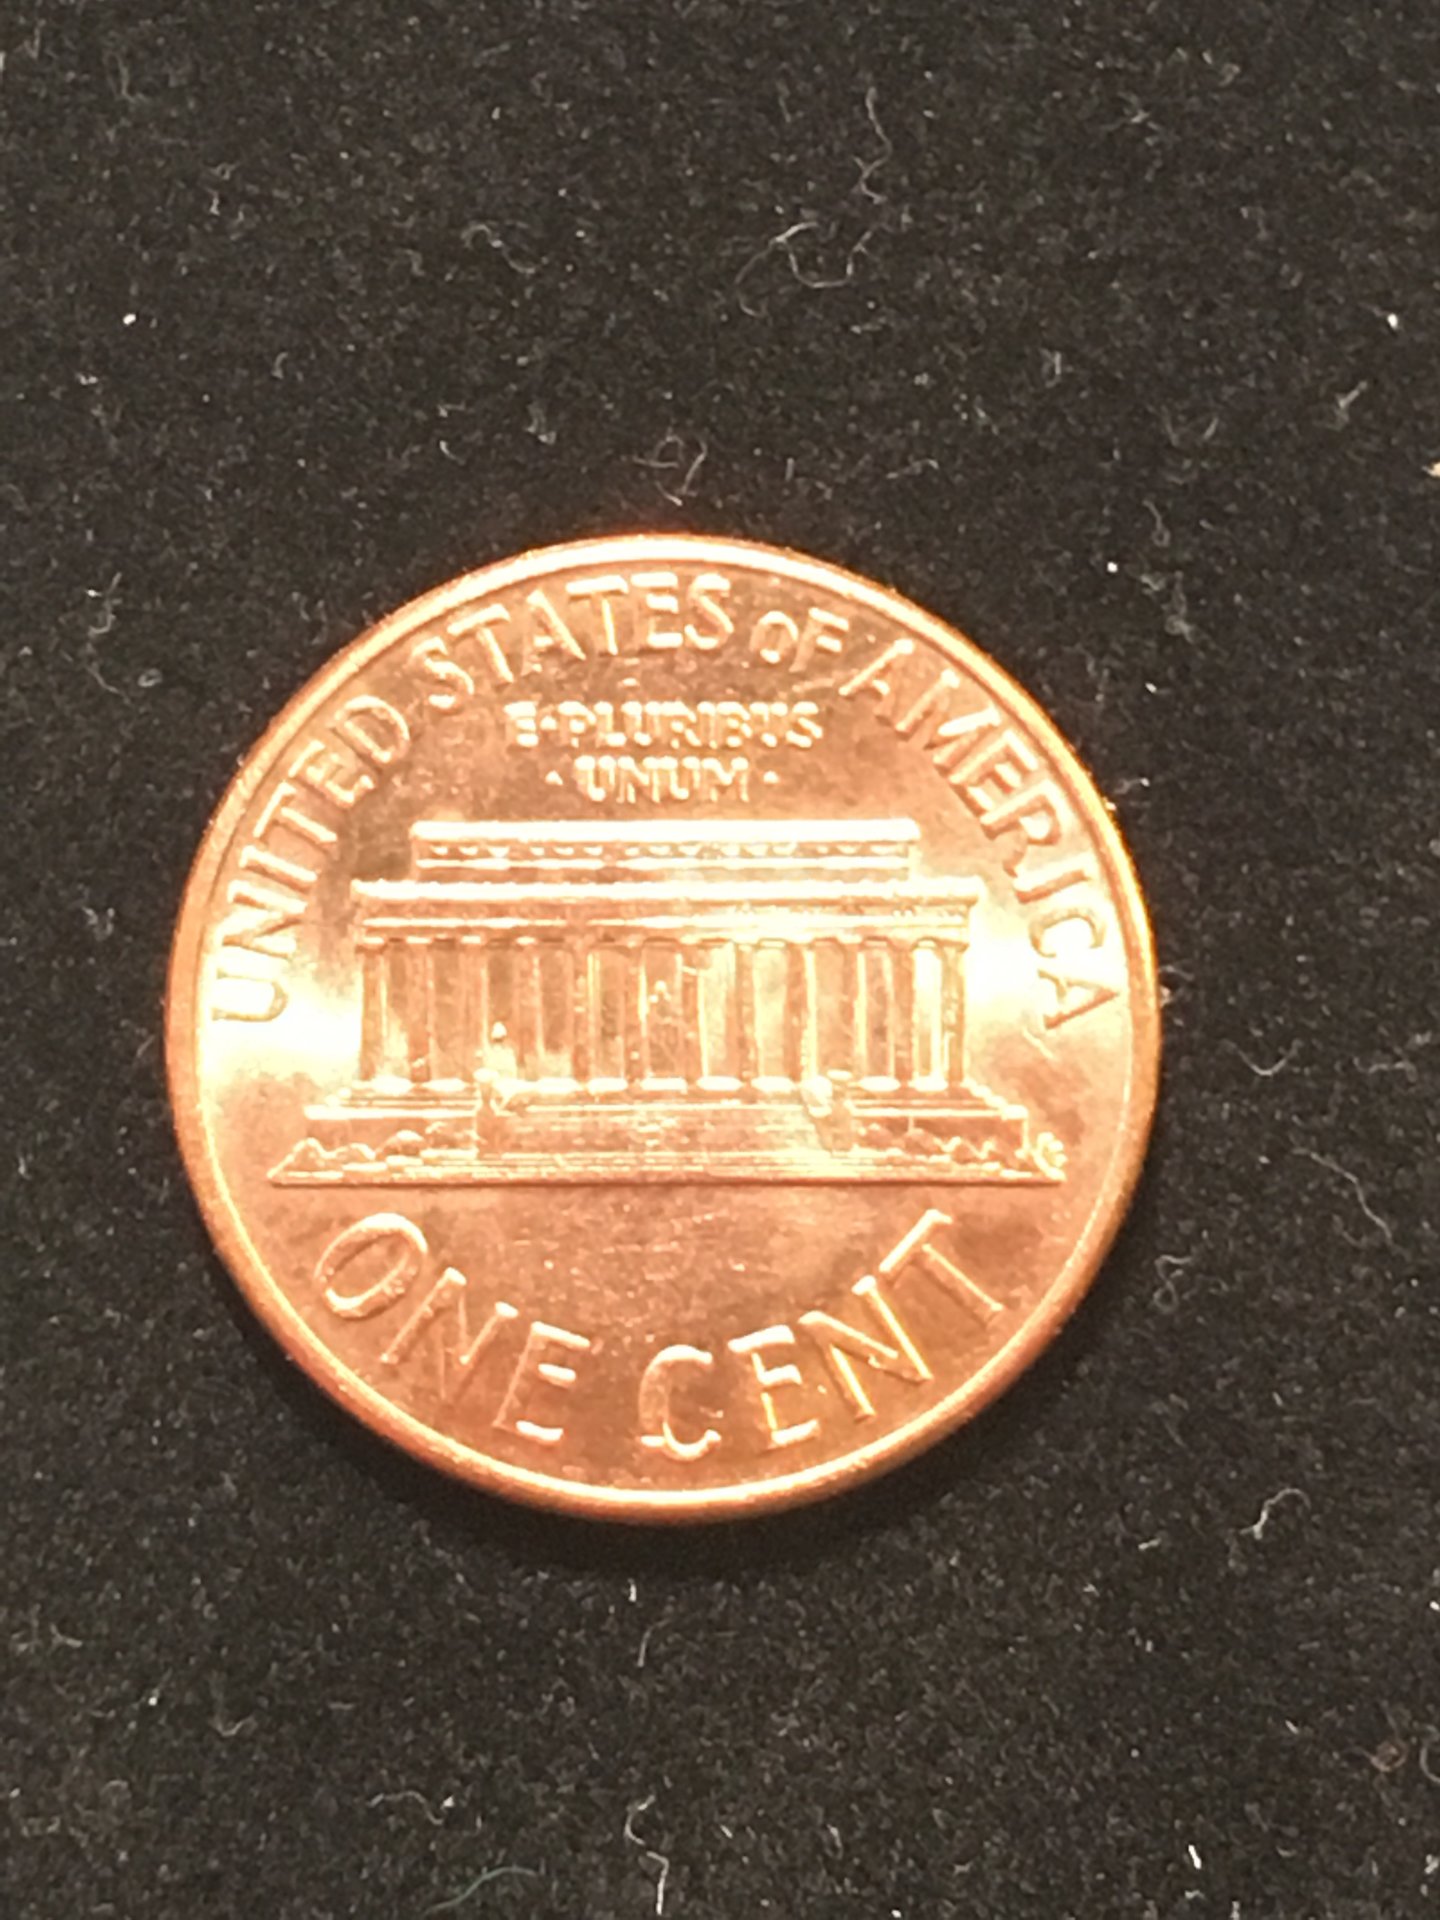 UNITED STATES OF AMERICA
E·PLURIBUS
·UNUM·
ONE CENT